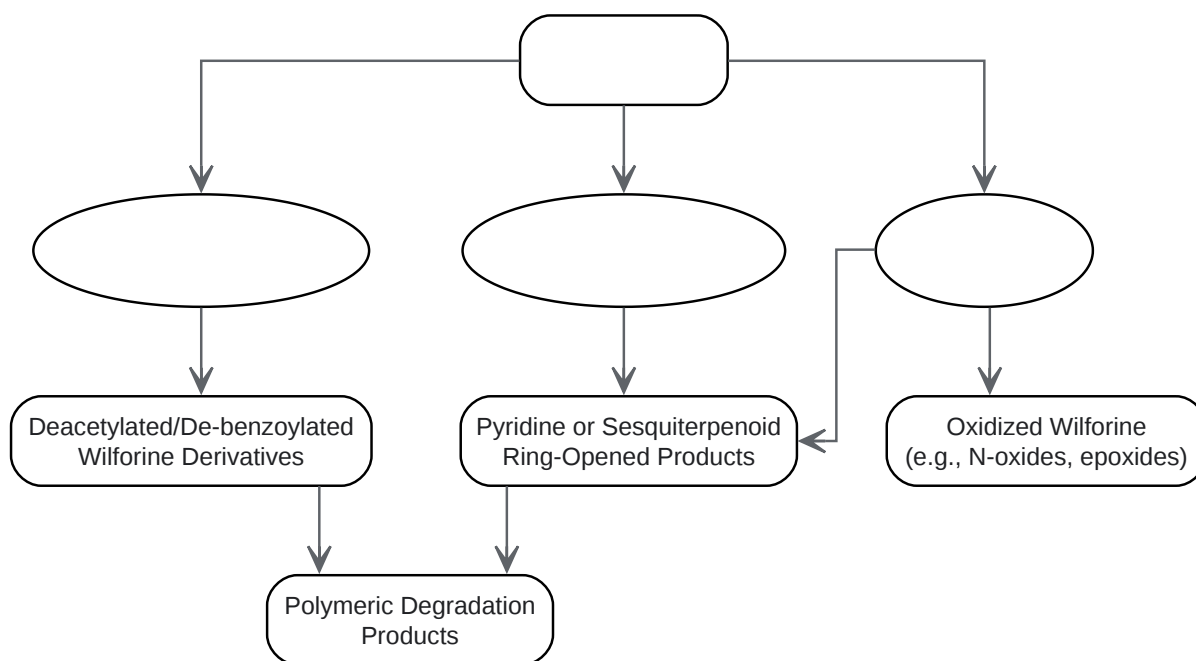 Deacetylated/De-benzoylated
Wilforine Derivatives
Pyridine or Sesquiterpenoid
Ring-Opened Products
Oxidized Wilforine
(e.g., N-oxides, epoxides)
Polymeric Degradation
Products